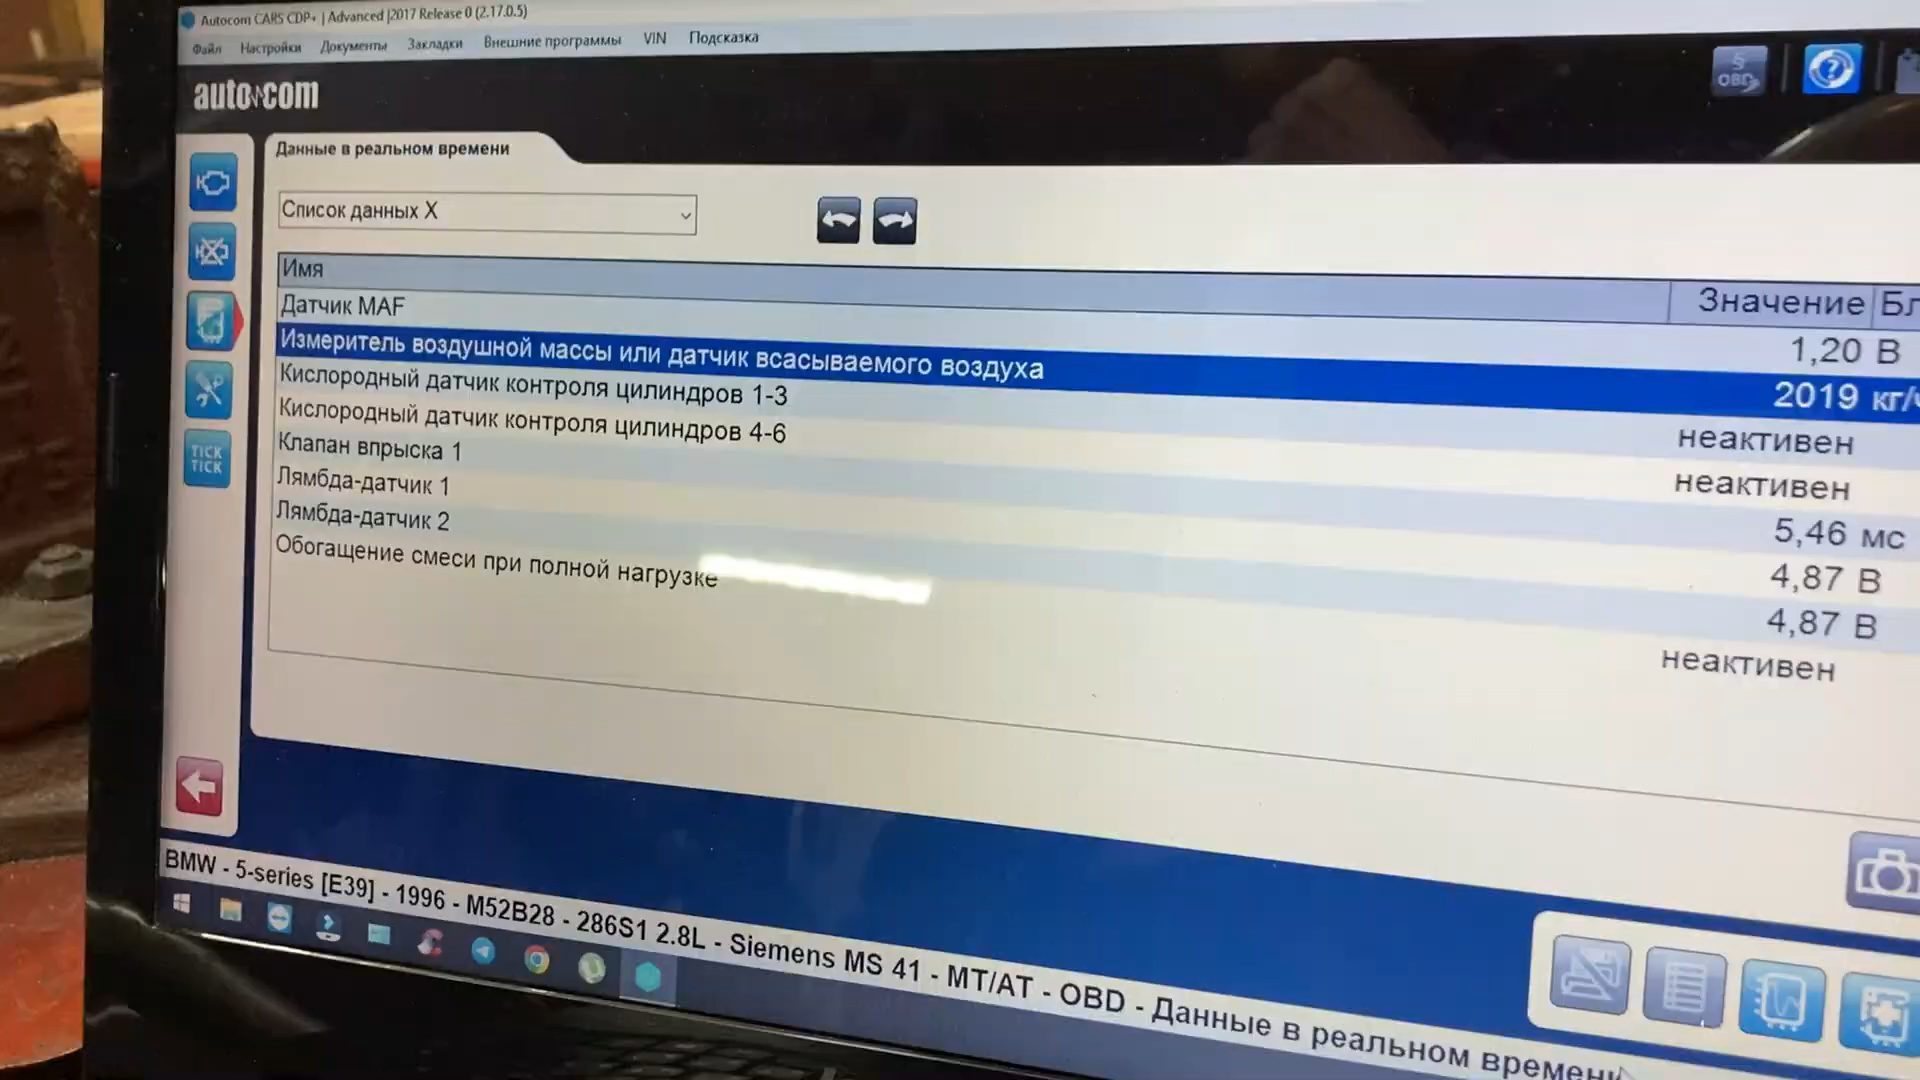 Autocom CARS CDP+ | Advanced |2017 Release 0 (2.17.0.5)
Файл Настройки Документы Закладки Внешние программы VIN Подсказка
auto com
§ OBD
?
Данные в реальном времени
Список данных X
Имя Значение Бл
Датчик MAF 1,20 В
Измеритель воздушной массы или датчик всасываемого воздуха 2019 кг/ч
Кислородный датчик контроля цилиндров 1-3 неактивен
Кислородный датчик контроля цилиндров 4-6 неактивен
Клапан впрыска 1 5,46 мс
Лямбда-датчик 1 4,87 В
Лямбда-датчик 2 4,87 В
Обогащение смеси при полной нагрузке неактивен
TICK
TICK
BMW - 5-series [E39] - 1996 - M52B28 - 286S1 2.8L - Siemens MS 41 - MT/AT - OBD - Данные в реальном времени